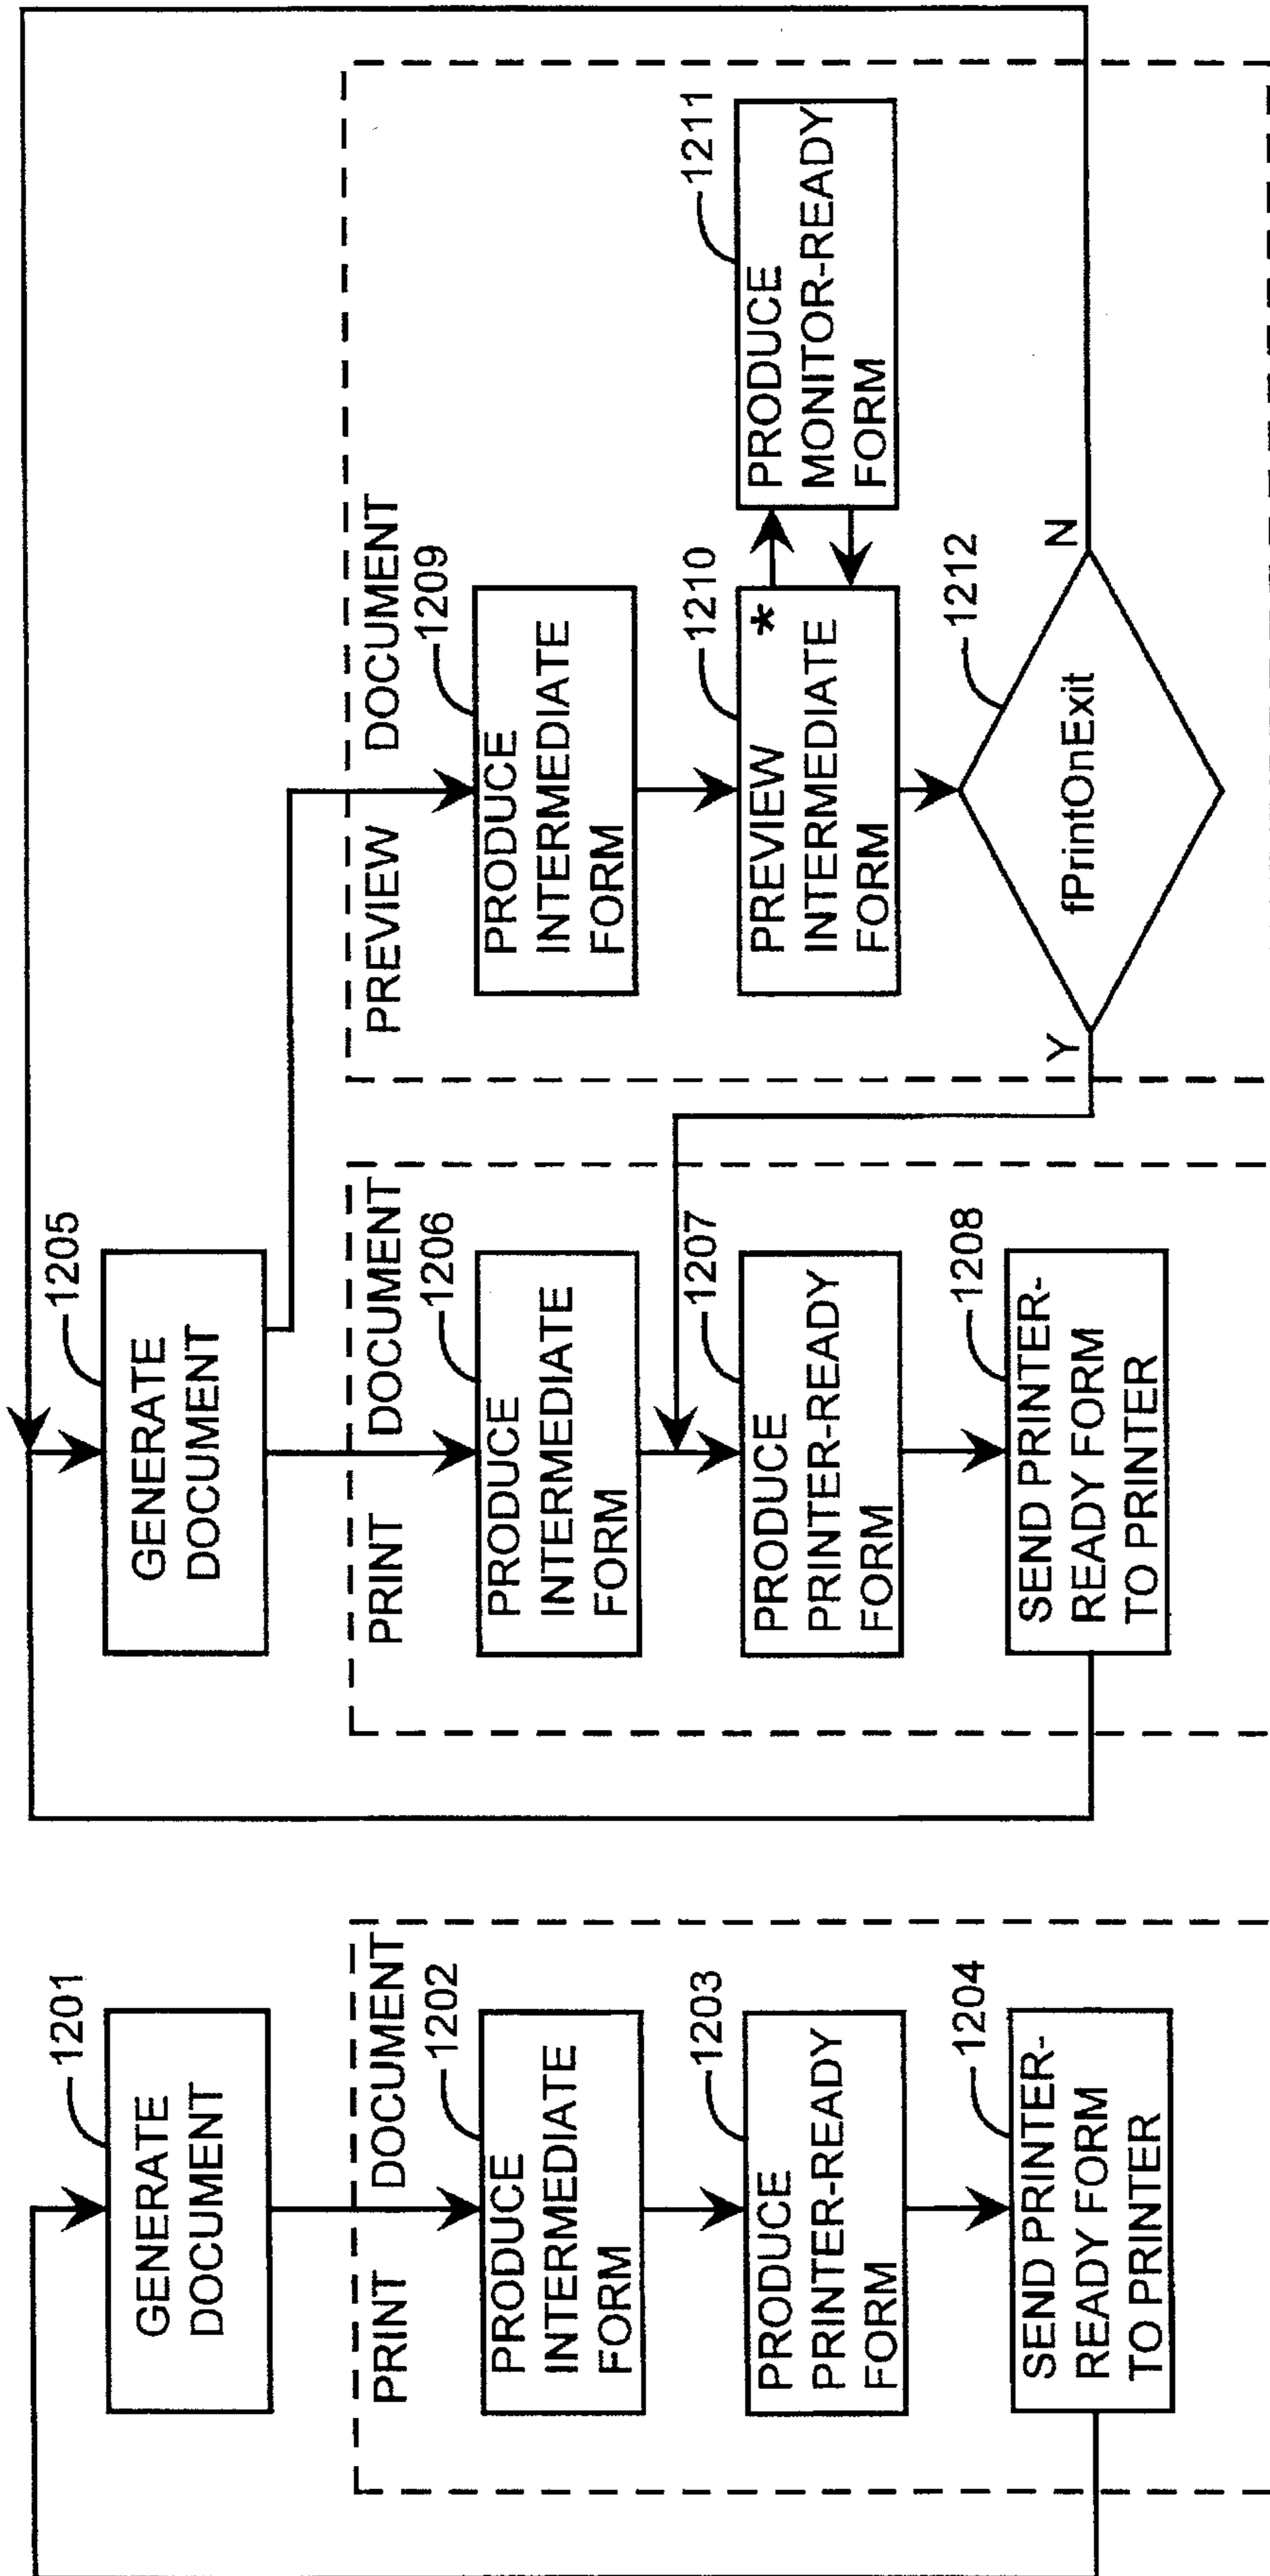 1201
GENERATE
DOCUMENT
PRINT DOCUMENT
1202
PRODUCE
INTERMEDIATE
FORM
1203
PRODUCE
PRINTER-READY
FORM
1204
SEND PRINTER-
READY FORM
TO PRINTER
1205
GENERATE
DOCUMENT
PRINT DOCUMENT
1206
PRODUCE
INTERMEDIATE
FORM
1207
PRODUCE
PRINTER-READY
FORM
1208
SEND PRINTER-
READY FORM
TO PRINTER
PREVIEW DOCUMENT
1209
PRODUCE
INTERMEDIATE
FORM
1210
PREVIEW *
INTERMEDIATE
FORM
1211
PRODUCE
MONITOR-READY
FORM
1212
Y
fPrintOnExit
N